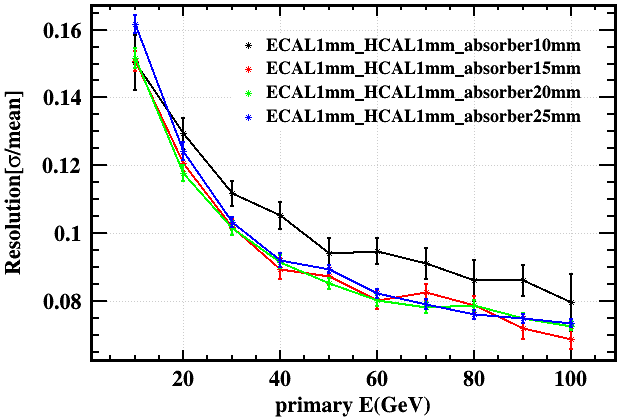 0.16
0.14
0.12
0.1
0.08
Resolution[σ/mean]
ECAL1mm_HCAL1mm_absorber10mm
ECAL1mm_HCAL1mm_absorber15mm
ECAL1mm_HCAL1mm_absorber20mm
ECAL1mm_HCAL1mm_absorber25mm
20 40 60 80 100
primary E(GeV)